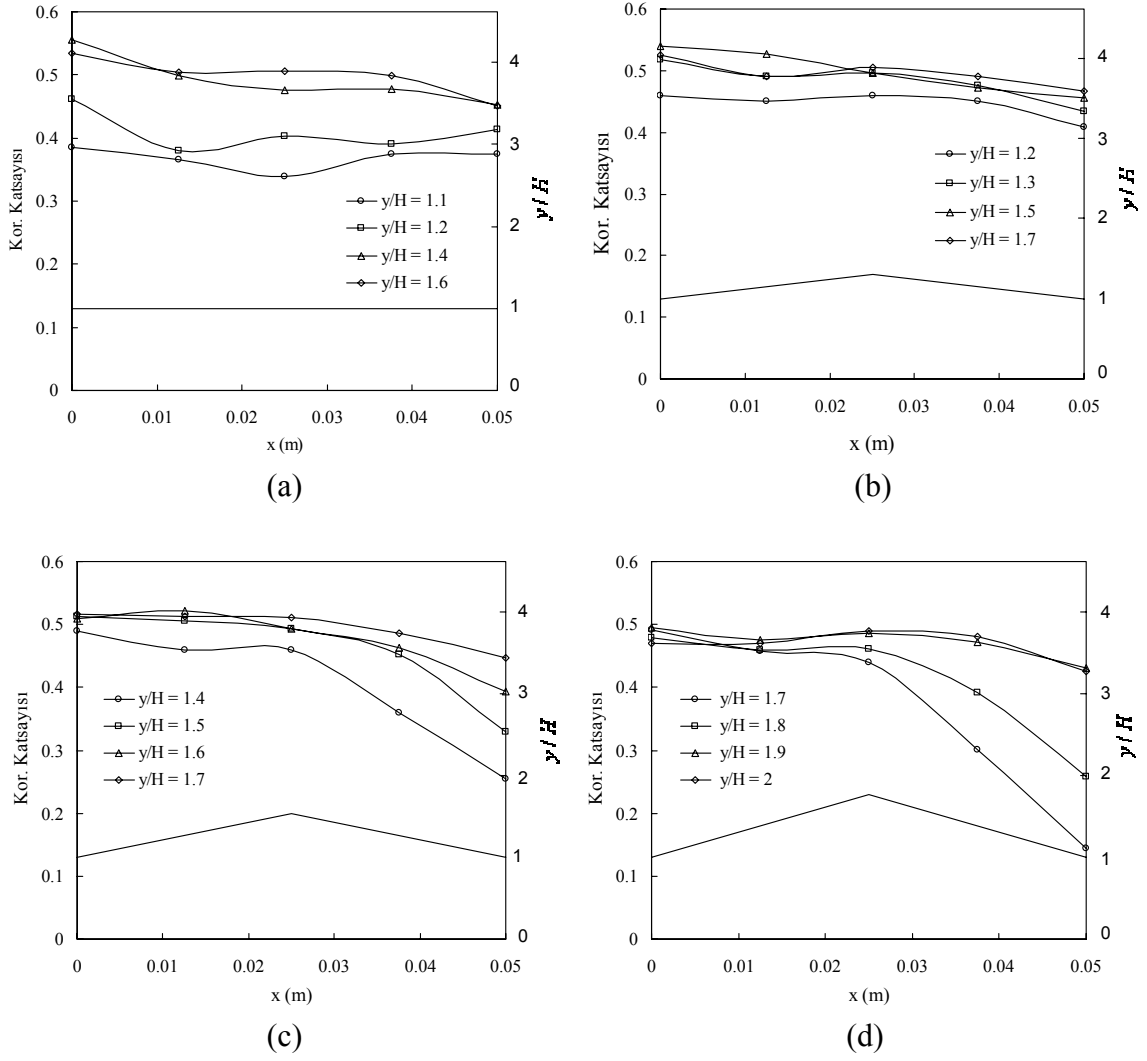 0.6
0.5
0.4
0.3
0.2
0.1
0
Kor. Katsayısı
4
3
2
1
0
y / H
y/H = 1.1
y/H = 1.2
y/H = 1.4
y/H = 1.6
0 0.01 0.02 0.03 0.04 0.05
x (m)
(a)
0.6
0.5
0.4
0.3
0.2
0.1
0
Kor. Katsayısı
4
3
2
1
0
y / H
y/H = 1.2
y/H = 1.3
y/H = 1.5
y/H = 1.7
0 0.01 0.02 0.03 0.04 0.05
x (m)
(b)
0.6
0.5
0.4
0.3
0.2
0.1
0
Kor. Katsayısı
4
3
2
1
0
y / H
y/H = 1.4
y/H = 1.5
y/H = 1.6
y/H = 1.7
0 0.01 0.02 0.03 0.04 0.05
x (m)
(c)
0.6
0.5
0.4
0.3
0.2
0.1
0
Kor. Katsayısı
4
3
2
1
0
y / H
y/H = 1.7
y/H = 1.8
y/H = 1.9
y/H = 2
0 0.01 0.02 0.03 0.04 0.05
x (m)
(d)